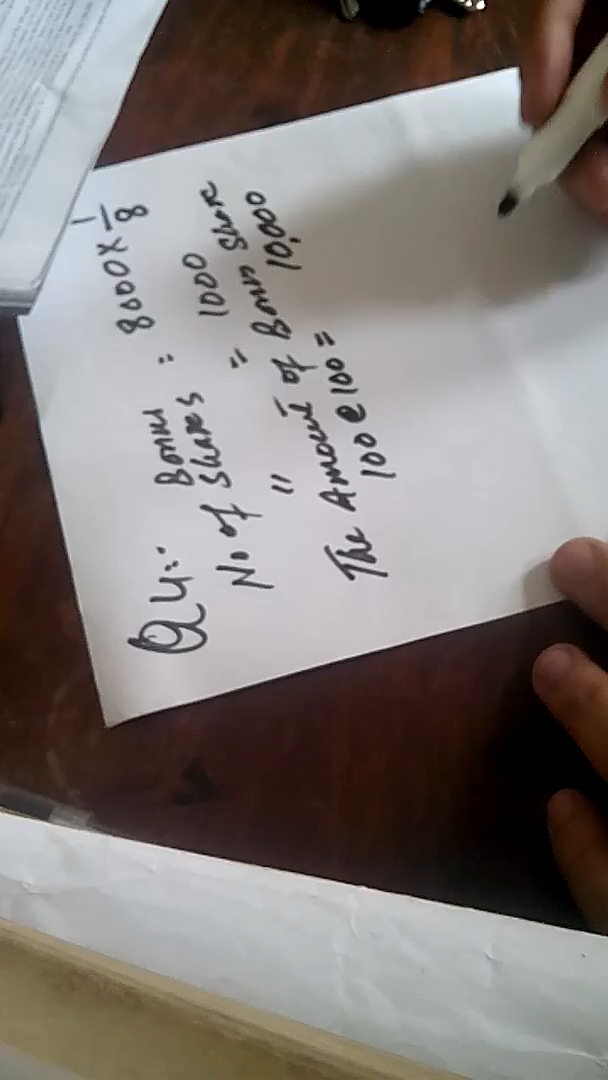 Q4:- Bonus
No of Shares = 8000 X 1/8
" = 1000
The Amount of Bonus Share
100 @ 100 = 10,000